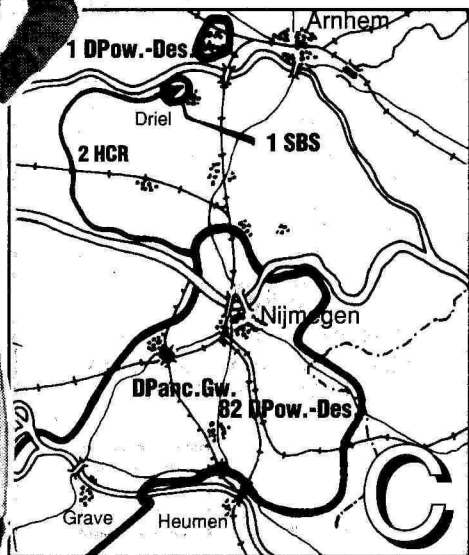 Arnhem
1 DPow.-Des.
Driel
1 SBS
2 HCR
Nijmegen
DPanc.Gw.
82 DPow.-Des.
Grave
Heumen
C